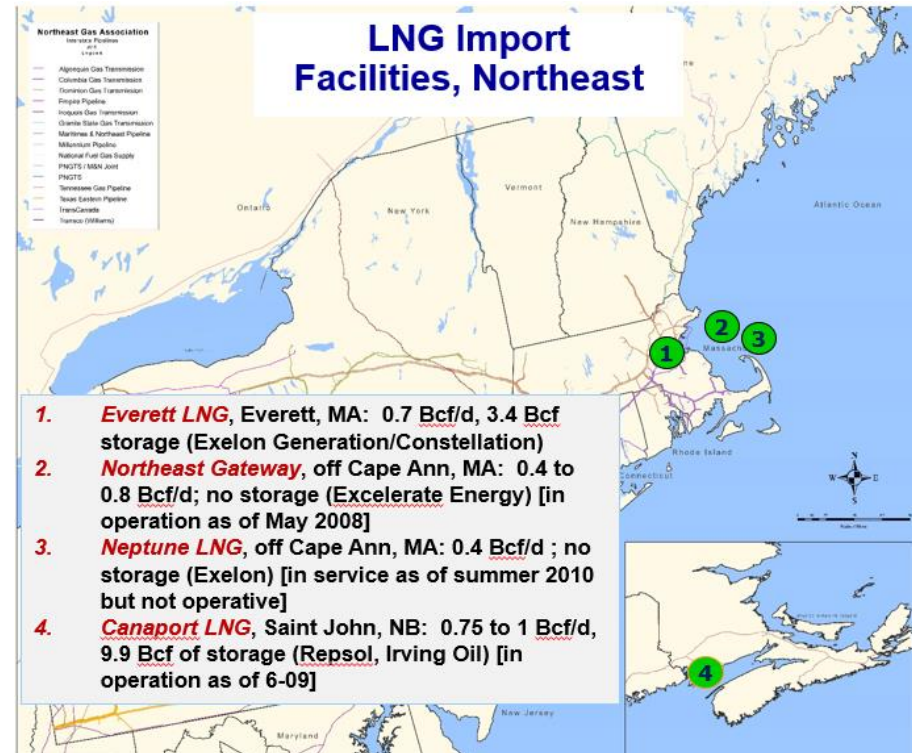 LNG Import
Facilities, Northeast
Northeast Gas Association
Interstate Pipelines
Legend
Algonquin Gas Transmission
Columbia Gas Transmission
Dominion Gas Transmission
Empire Pipeline
Iroquois Gas Transmission
Granite State Gas Transmission
Maritimes & Northeast Pipeline
Millennium Pipeline
National Fuel Gas Supply
PNGTS / M&N Joint
PNGTS
Tennessee Gas Pipeline
Texas Eastern Pipeline
TransCanada
Transco (Williams)
Ontario
New York
Vermont
New Hampshire
Atlantic Ocean
1
2
3
Massach
Rhode Island
Connecticut
N
W
E
S
1. Everett LNG, Everett, MA: 0.7 Bcf/d, 3.4 Bcf
storage (Exelon Generation/Constellation)
2. Northeast Gateway, off Cape Ann, MA: 0.4 to
0.8 Bcf/d; no storage (Excelerate Energy) [in
operation as of May 2008]
3. Neptune LNG, off Cape Ann, MA: 0.4 Bcf/d ; no
storage (Exelon) [in service as of summer 2010
but not operative]
4. Canaport LNG, Saint John, NB: 0.75 to 1 Bcf/d,
9.9 Bcf of storage (Repsol, Irving Oil) [in
operation as of 6-09]
4
New Jersey
Maryland